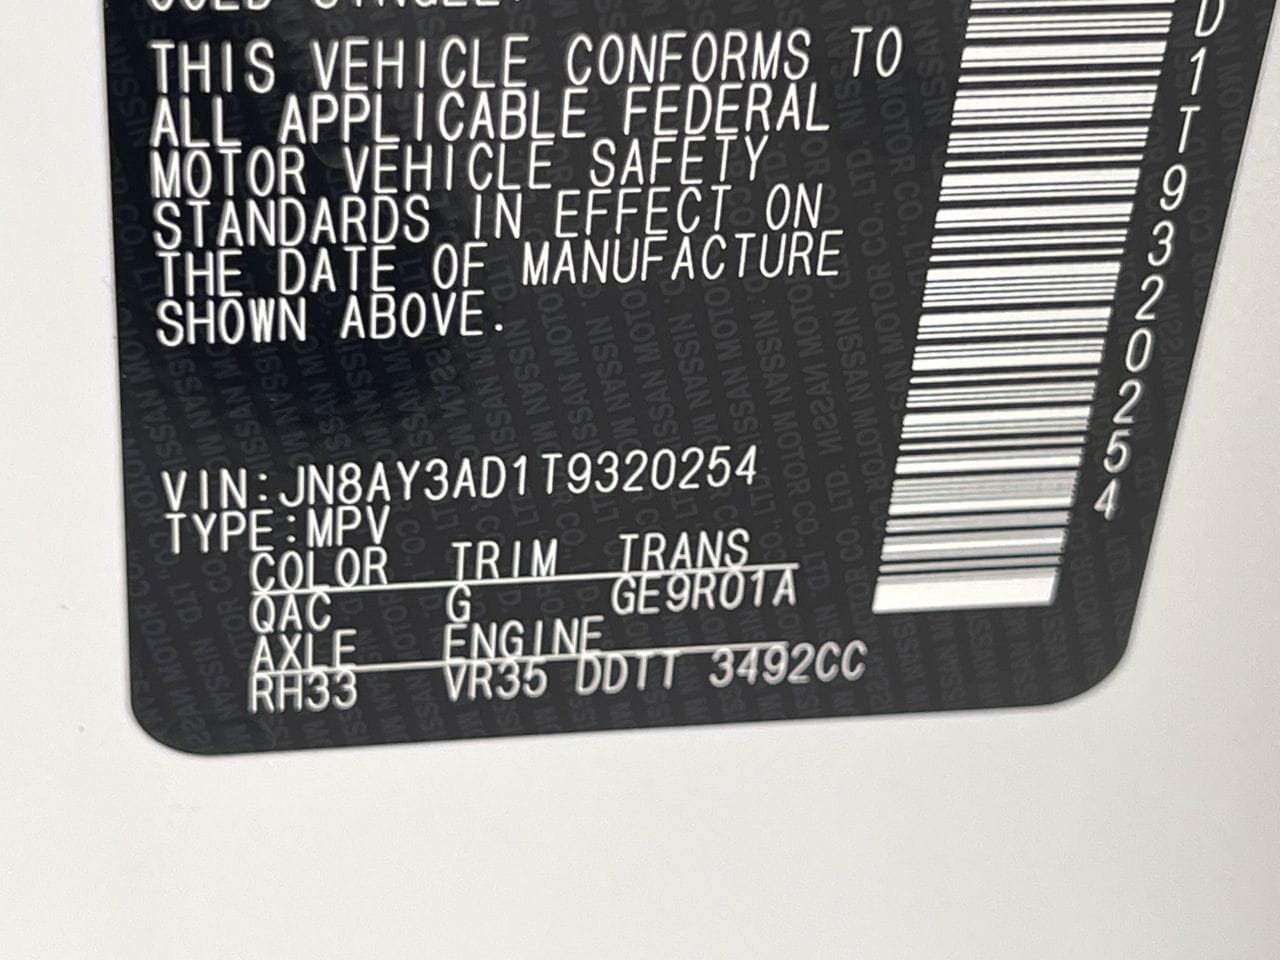 THIS VEHICLE CONFORMS TO
ALL APPLICABLE FEDERAL
MOTOR VEHICLE SAFETY
STANDARDS IN EFFECT ON
THE DATE OF MANUFACTURE
SHOWN ABOVE.
VIN:JN8AY3AD1T9320254
TYPE:MPV
COLOR TRIM TRANS
QAC G GE9R01A
AXLE ENGINE
RH33 VR35 DDTT 3492CC
D1T9320254